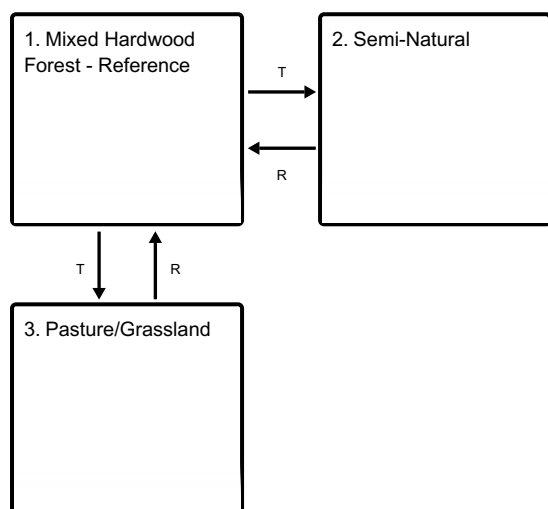 1. Mixed Hardwood
Forest - Reference
2. Semi-Natural
T
R
T
R
3. Pasture/Grassland